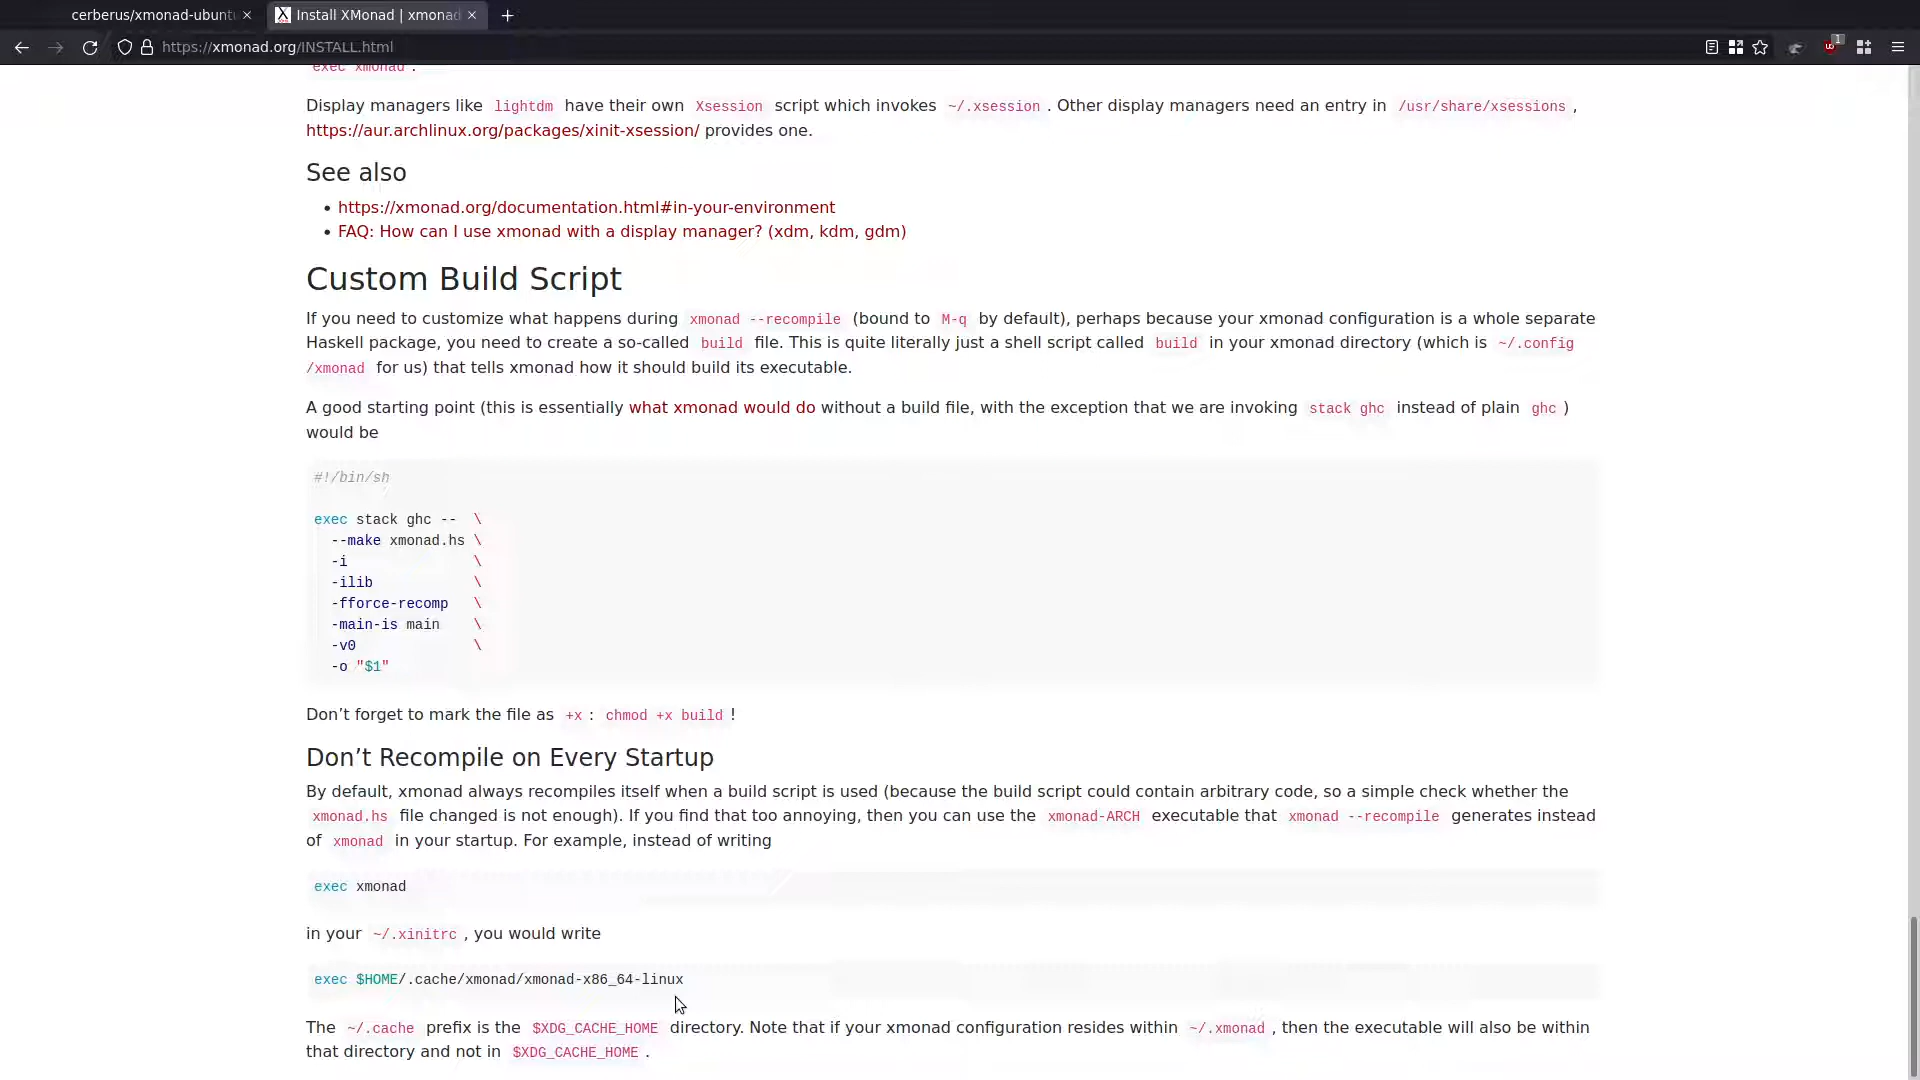 cerberus/xmonad-ubuntu
Install XMonad | xmonad
https://xmonad.org/INSTALL.html
1
exec xmonad .
Display managers like lightdm have their own Xsession script which invokes ~/.xsession . Other display managers need an entry in /usr/share/xsessions ,
https://aur.archlinux.org/packages/xinit-xsession/ provides one.
See also
• https://xmonad.org/documentation.html#in-your-environment
• FAQ: How can I use xmonad with a display manager? (xdm, kdm, gdm)
Custom Build Script
If you need to customize what happens during xmonad --recompile (bound to M-q by default), perhaps because your xmonad configuration is a whole separate
Haskell package, you need to create a so-called build file. This is quite literally just a shell script called build in your xmonad directory (which is ~/.config
/xmonad for us) that tells xmonad how it should build its executable.
A good starting point (this is essentially what xmonad would do without a build file, with the exception that we are invoking stack ghc instead of plain ghc )
would be
#!/bin/sh
exec stack ghc -- \
--make xmonad.hs \
-i \
-ilib \
-fforce-recomp \
-main-is main \
-v0 \
-o "$1"
Don’t forget to mark the file as +x : chmod +x build !
Don’t Recompile on Every Startup
By default, xmonad always recompiles itself when a build script is used (because the build script could contain arbitrary code, so a simple check whether the
xmonad.hs file changed is not enough). If you find that too annoying, then you can use the xmonad-ARCH executable that xmonad --recompile generates instead
of xmonad in your startup. For example, instead of writing
exec xmonad
in your ~/.xinitrc , you would write
exec $HOME/.cache/xmonad/xmonad-x86_64-linux
The ~/.cache prefix is the $XDG_CACHE_HOME directory. Note that if your xmonad configuration resides within ~/.xmonad , then the executable will also be within
that directory and not in $XDG_CACHE_HOME .